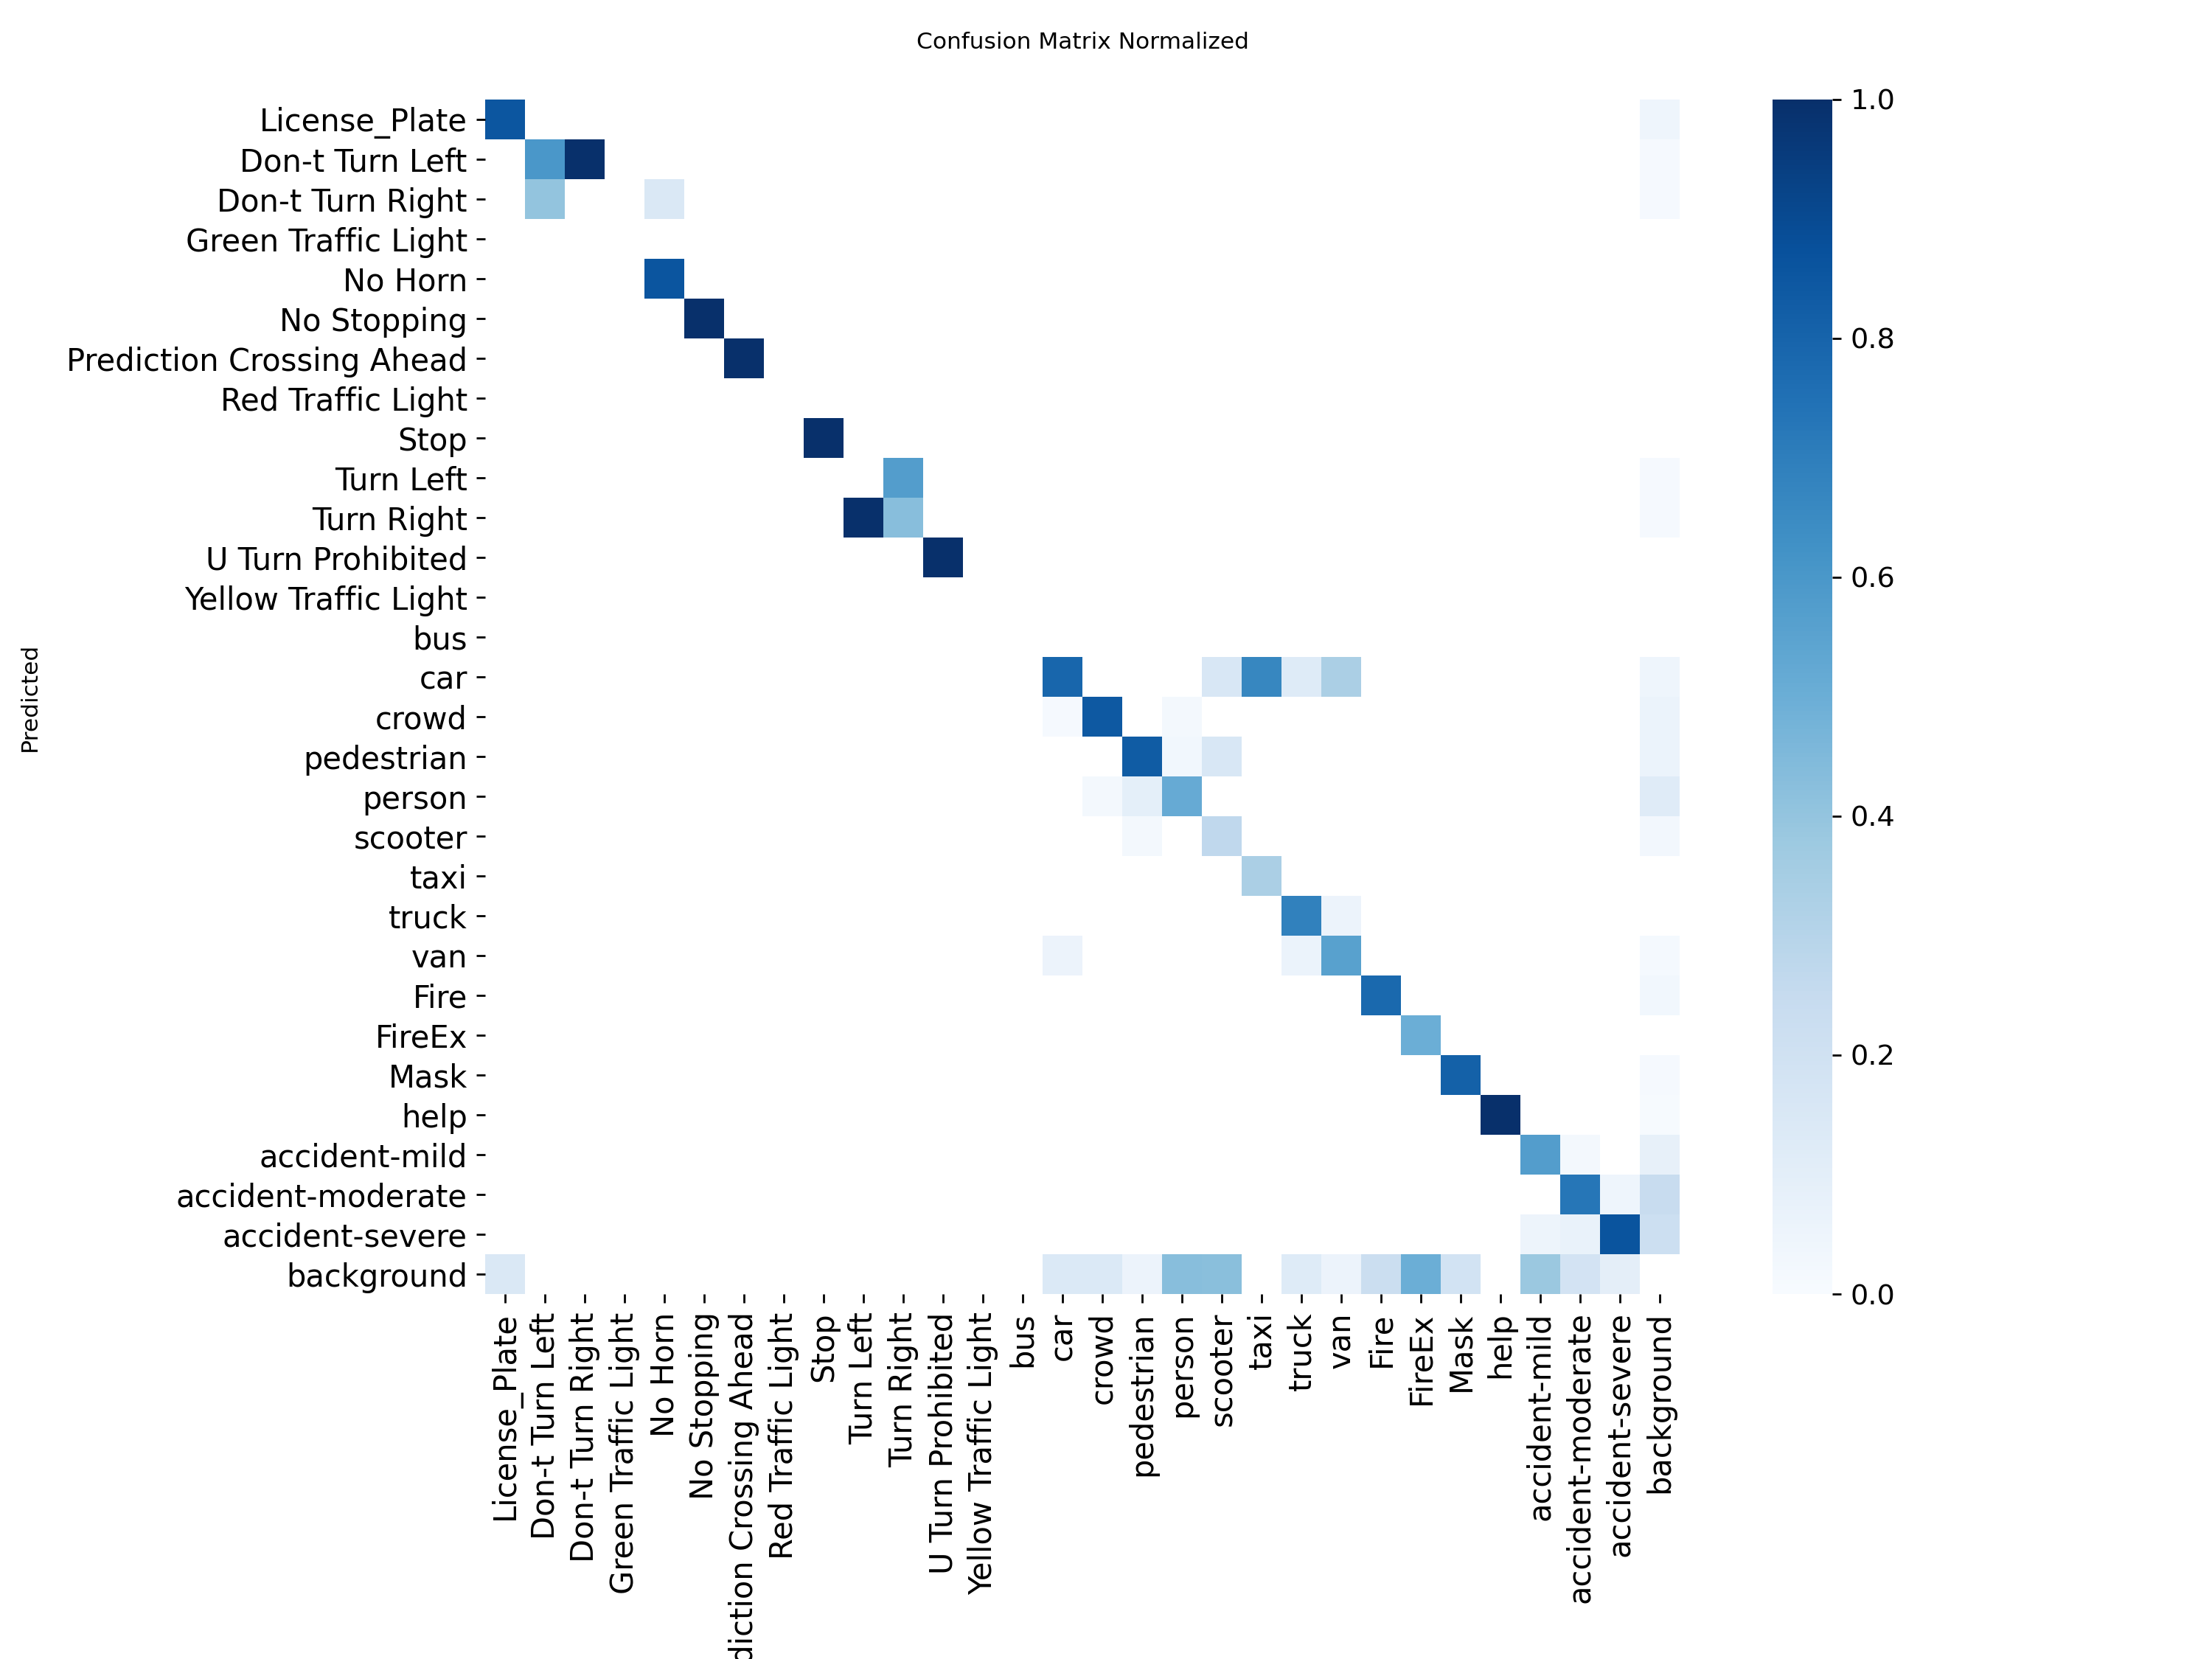 Confusion Matrix Normalized
License_Plate
Don-t Turn Left
Don-t Turn Right
Green Traffic Light
No Horn
No Stopping
Prediction Crossing Ahead
Red Traffic Light
Stop
Turn Left
Turn Right
U Turn Prohibited
Yellow Traffic Light
bus
car
crowd
pedestrian
person
scooter
taxi
truck
van
Fire
FireEx
Mask
help
accident-mild
accident-moderate
accident-severe
background
Predicted
License_Plate
Don-t Turn Left
Don-t Turn Right
Green Traffic Light
No Horn
No Stopping
diction Crossing Ahead
Red Traffic Light
Stop
Turn Left
Turn Right
U Turn Prohibited
Yellow Traffic Light
bus
car
crowd
pedestrian
person
scooter
taxi
truck
van
Fire
FireEx
Mask
help
accident-mild
accident-moderate
accident-severe
background
1.0
0.8
0.6
0.4
0.2
0.0